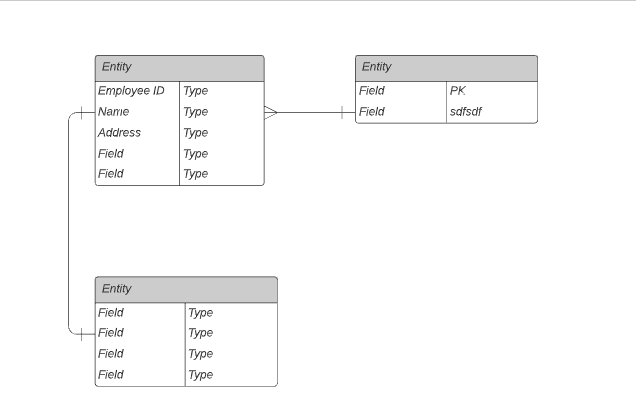 Entity
Employee ID Type
Name Type
Address Type
Field Type
Field Type
Entity
Field PK
Field sdfsdf
Entity
Field Type
Field Type
Field Type
Field Type